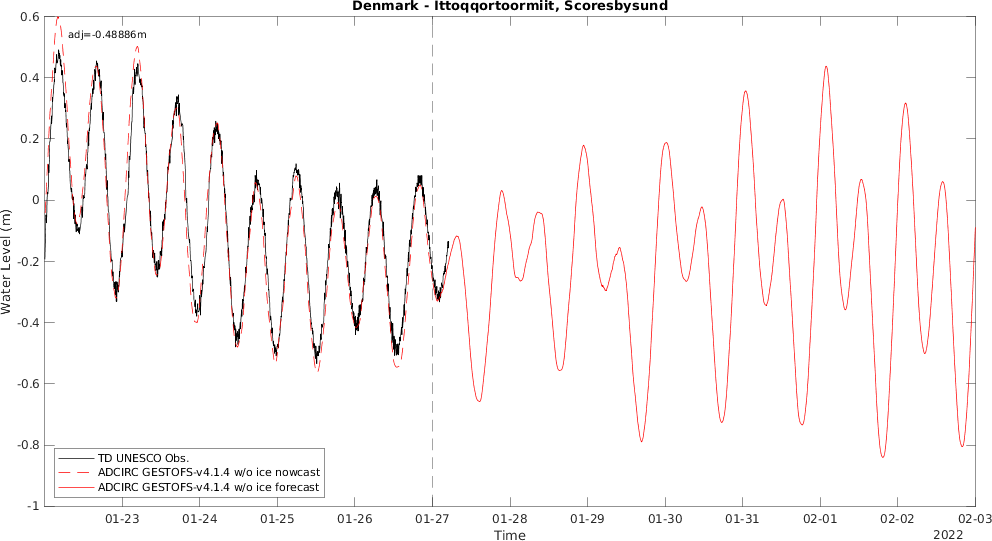 Denmark - Ittoqqortoormiit, Scoresbysund
adj=-0.48886m
0.6
0.4
0.2
0
-0.2
-0.4
-0.6
-0.8
-1
Water Level (m)
TD UNESCO Obs.
ADCIRC GESTOFS-v4.1.4 w/o ice nowcast
ADCIRC GESTOFS-v4.1.4 w/o ice forecast
01-23 01-24 01-25 01-26 01-27 01-28 01-29 01-30 01-31 02-01 02-02 02-03
Time
2022